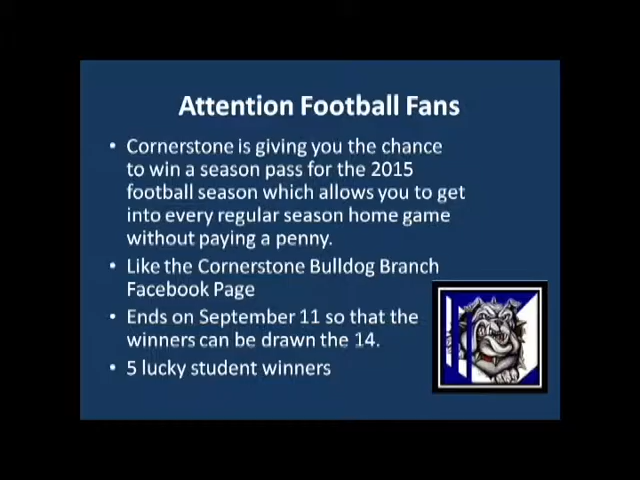 Attention Football Fans
• Cornerstone is giving you the chance
to win a season pass for the 2015
football season which allows you to get
into every regular season home game
without paying a penny.
• Like the Cornerstone Bulldog Branch
Facebook Page
• Ends on September 11 so that the
winners can be drawn the 14.
• 5 lucky student winners